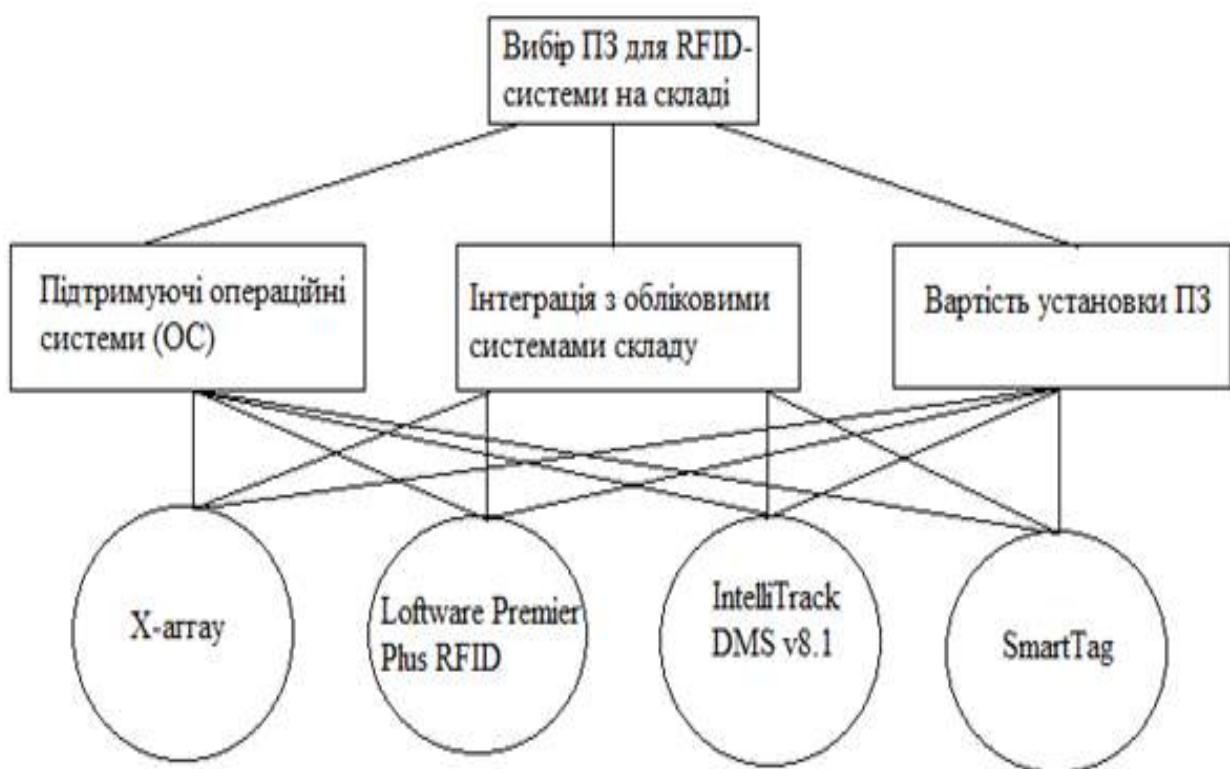 Вибір ПЗ для RFID-
системи на складі
Підтримуючі операційні
системи (ОС)
Інтеграція з обліковими
системами складу
Вартість установки ПЗ
X-array
Loftware Premier
Plus RFID
IntelliTrack
DMS v8.1
SmartTag